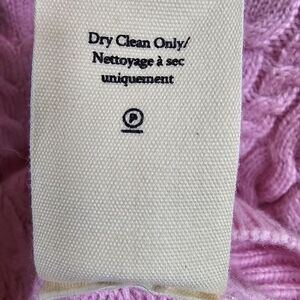 Dry Clean Only/
Nettoyage à sec
uniquement
P